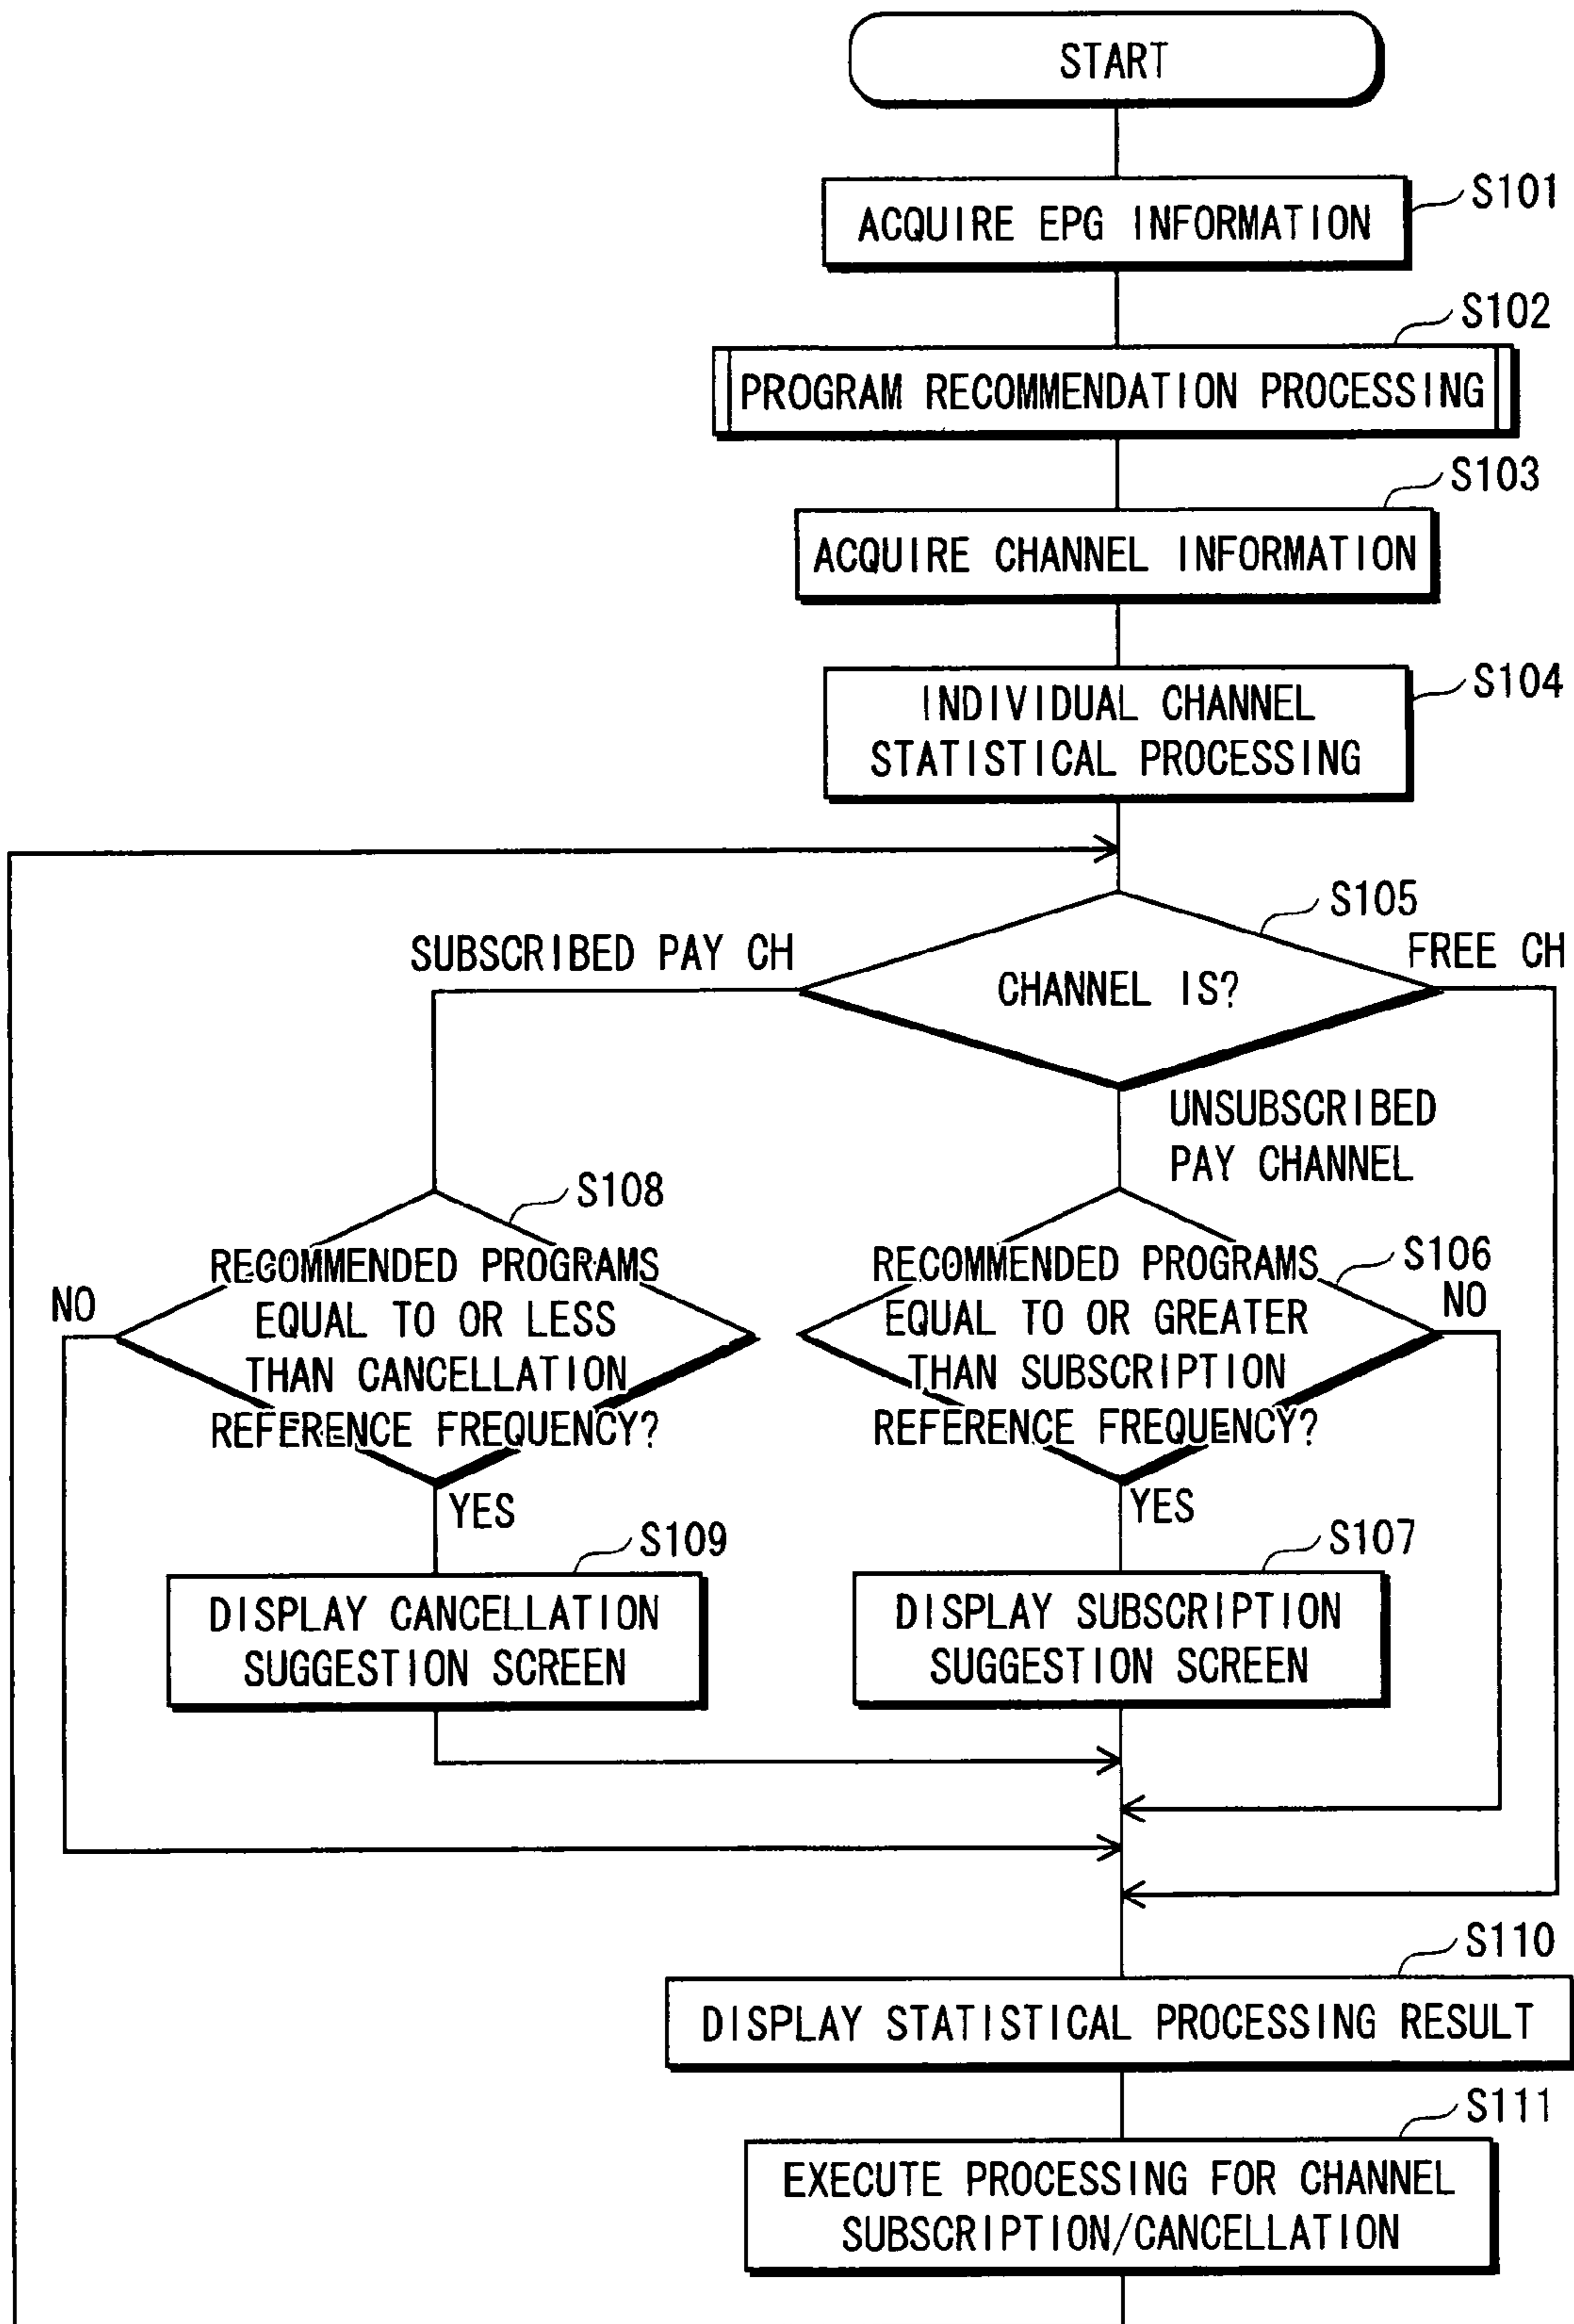 START
S101
ACQUIRE EPG INFORMATION
S102
PROGRAM RECOMMENDATION PROCESSING
S103
ACQUIRE CHANNEL INFORMATION
S104
INDIVIDUAL CHANNEL
STATISTICAL PROCESSING
S105
SUBSCRIBED PAY CH
FREE CH
CHANNEL IS?
UNSUBSCRIBED
PAY CHANNEL
S108
RECOMMENDED PROGRAMS
EQUAL TO OR LESS
THAN CANCELLATION
REFERENCE FREQUENCY?
NO
YES
S106
RECOMMENDED PROGRAMS
EQUAL TO OR GREATER
THAN SUBSCRIPTION
REFERENCE FREQUENCY?
NO
YES
S109
DISPLAY CANCELLATION
SUGGESTION SCREEN
S107
DISPLAY SUBSCRIPTION
SUGGESTION SCREEN
S110
DISPLAY STATISTICAL PROCESSING RESULT
S111
EXECUTE PROCESSING FOR CHANNEL
SUBSCRIPTION/CANCELLATION